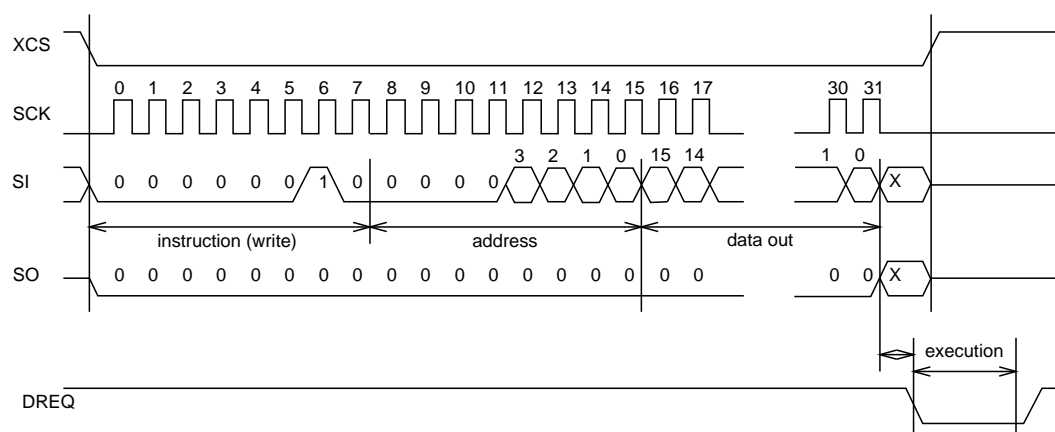 XCS
0 1 2 3 4 5 6 7 8 9 10 11 12 13 14 15 16 17 30 31
SCK
3 2 1 0 15 14 1 0
SI 0 0 0 0 0 0 1 0 0 0 0 0 X
instruction (write) address data out
SO 0 0 0 0 0 0 0 0 0 0 0 0 0 0 0 0 0 0 0 0 X
execution
DREQ